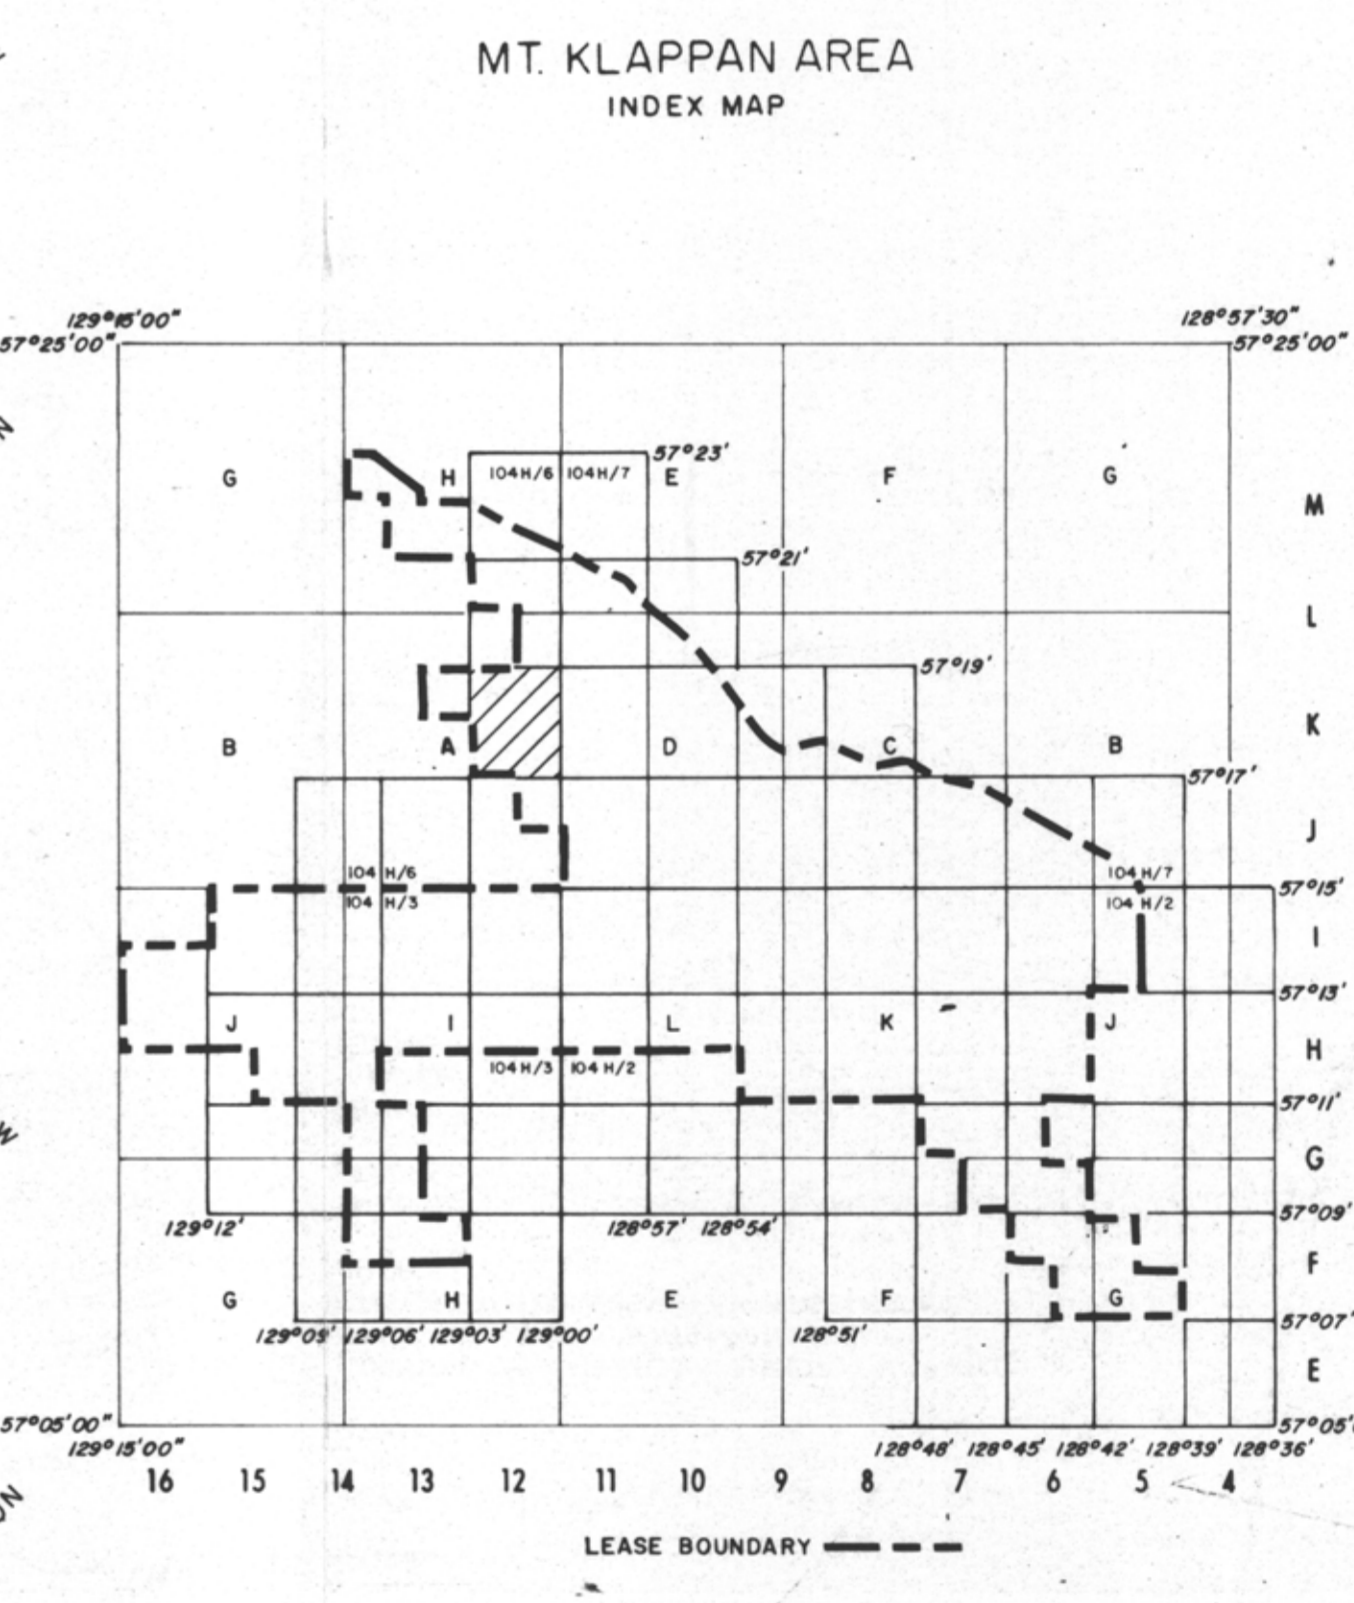 MT. KLAPPAN AREA
INDEX MAP
129°15'00" 128°57'30"
57°25'00" 57°25'00"
57°23'
G H 104H/6 104H/7 E F G
M
57°21'
L
57°19'
K
B A D C B
57°17'
J
104 H/6 104 H/7
57°15'
104 H/3 104 H/2
I
57°13'
J I L K J
H
104H/3 104 H/2
57°11'
G
57°09'
129°12' 128°57' 128°54'
F
G H E F G
57°07'
129°09' 129°06' 129°03' 129°00' 128°51'
E
57°05'00" 57°05'
129°15'00" 128°48' 128°45' 128°42' 128°39' 128°36'
16 15 14 13 12 11 10 9 8 7 6 5 4
LEASE BOUNDARY